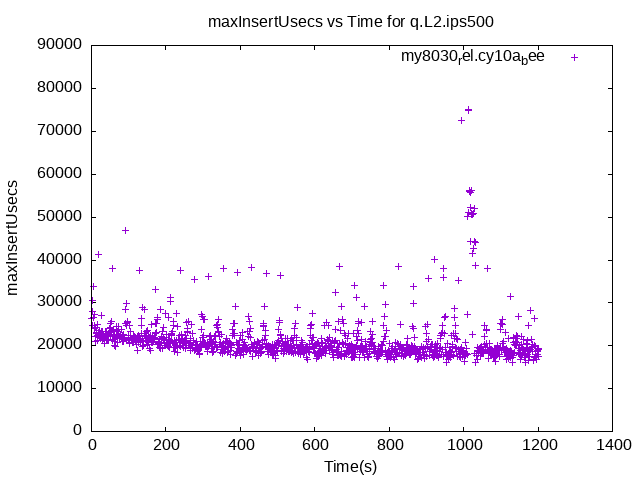 maxInsertUsecs vs Time for q.L2.ips500
my8030rel.cy10abee
90000
80000
70000
60000
50000
40000
30000
20000
10000
0
maxInsertUsecs
0 200 400 600 800 1000 1200 1400
Time(s)